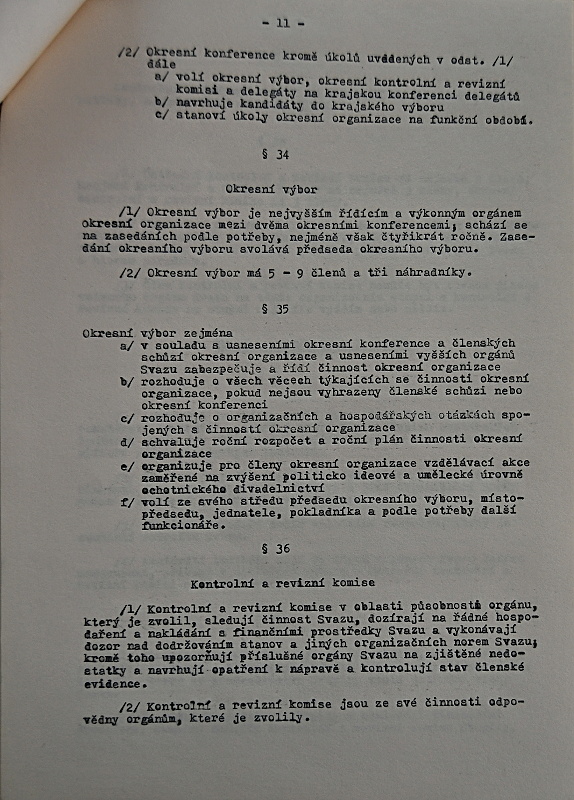 - 11 -
/2/ Okresní konference kromě úkolů uvedených v odst. /1/
dále
a/ volí okresní výbor, okresní kontrolní a revizní
komisi a delegáty na krajskou konferenci delegátů
b/ navrhuje kandidáty do krajského výboru
c/ stanoví úkoly okresní organizace na funkční období.
§ 34
Okresní výbor
/1/ Okresní výbor je nejvyšším řídícím a výkonným orgánem
okresní organizace mezi dvěma okresními konferencemi; schází se
na zasedáních podle potřeby, nejméně však čtyřikrát ročně. Zase-
dání okresního výboru svolává předseda okresního výboru.
/2/ Okresní výbor má 5 - 9 členů a tři náhradníky.
§ 35
Okresní výbor zejména
a/ v souladu s usneseními okresní konference a členských
schůzí okresní organizace a usneseními vyšších orgánů
Svazu zabezpečuje a řídí činnost okresní organizace
b/ rozhoduje o všech věcech týkajících se činnosti okresní
organizace, pokud nejsou vyhrazeny členské schůzi nebo
okresní konferenci
c/ rozhoduje o organizačních a hospodářských otázkách spo-
jených s činností okresní organizace
d/ schvaluje roční rozpočet a roční plán činnosti okresní
organizace
e/ organizuje pro členy okresní organizace vzdělávací akce
zaměřené na zvýšení politicko ideové a umělecké úrovně
ochotnického divadelnictví
f/ volí ze svého středu předsedu okresního výboru, místo-
předsedu, jednatele, pokladníka a podle potřeby další
funkcionáře.
§ 36
Kontrolní a revizní komise
/1/ Kontrolní a revizní komise v oblasti působnosti orgánu,
který je zvolil, sledují činnost Svazu, dozírají na řádné hospo-
daření a nakládání s finančními prostředky Svazu a vykonávají
dozor nad dodržováním stanov a jiných organizačních norem Svazu;
kromě toho upozorňují příslušné orgány Svazu na zjištěné nedo-
statky a navrhují opatření k nápravě a kontrolují stav členské
evidence.
/2/ Kontrolní a revizní komise jsou ze své činnosti odpo-
vědny orgánům, které je zvolily.